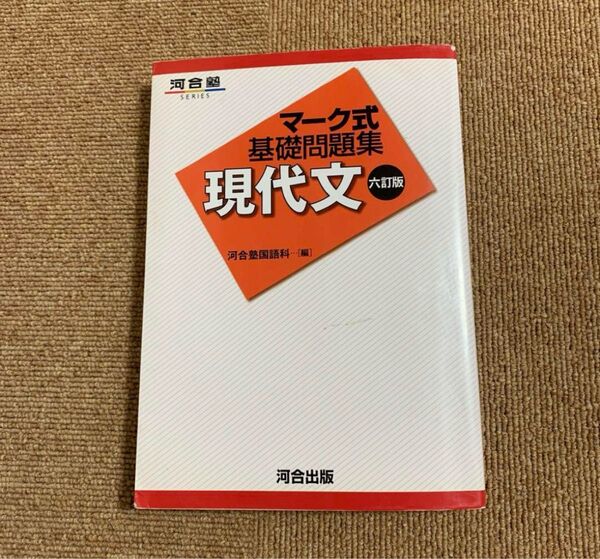 河合塾
SERIES
マーク式
基礎問題集
現代文
六訂版
河合塾国語科…[編]
河合出版